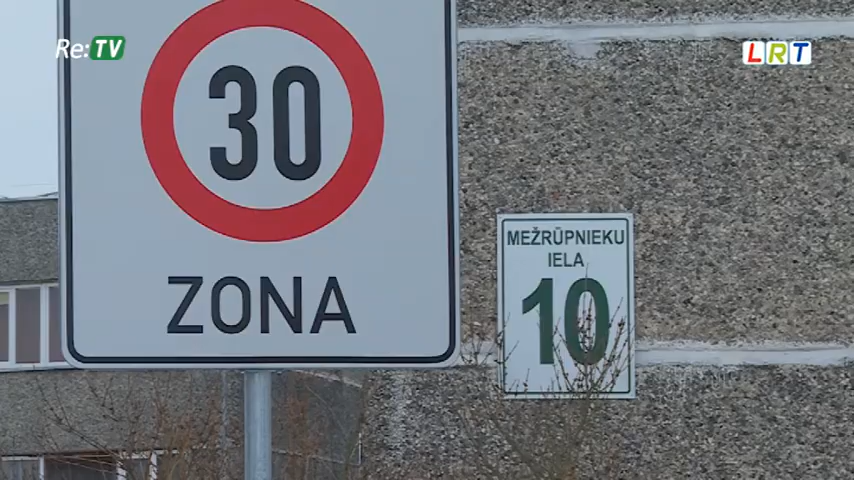 Re:TV
LRT
30
ZONA
MEŽRŪPNIEKU
IELA
10